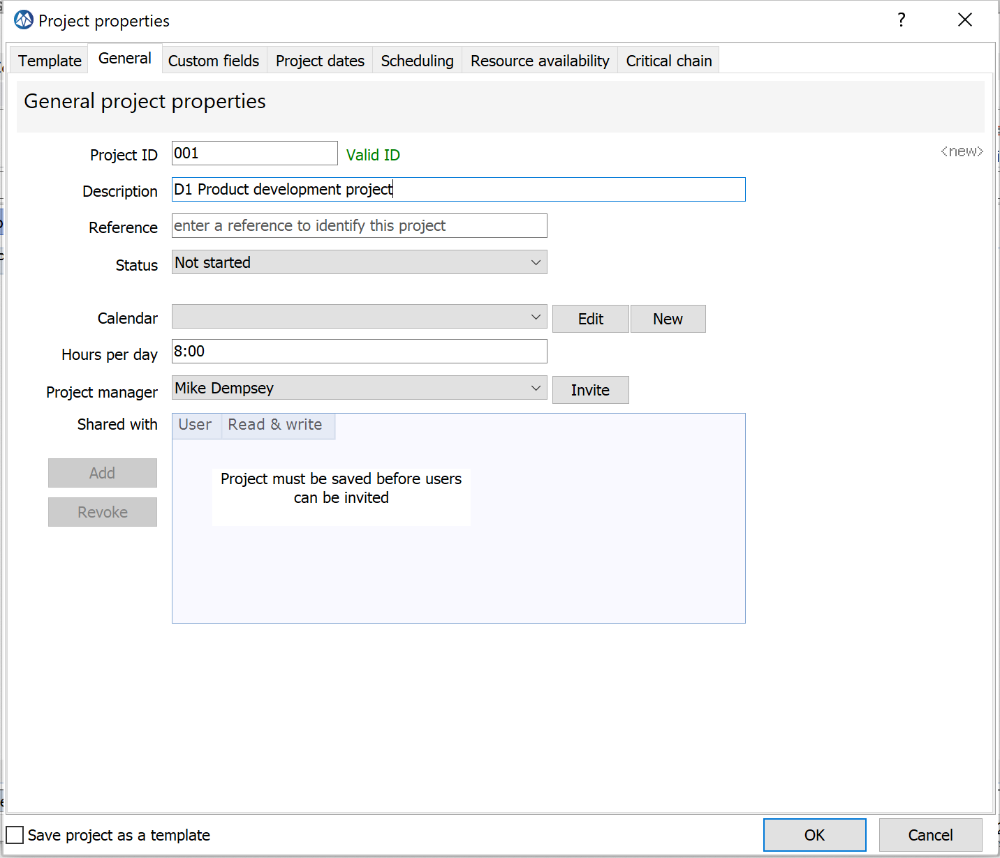 Project properties
?
Template General Custom fields Project dates Scheduling Resource availability Critical chain
General project properties
Project ID 001 Valid ID <new>
Description D1 Product development project
Reference enter a reference to identify this project
Status Not started
Calendar Edit New
Hours per day 8:00
Project manager Mike Dempsey Invite
Shared with User Read & write
Add
Revoke
Project must be saved before users
can be invited
Save project as a template OK Cancel